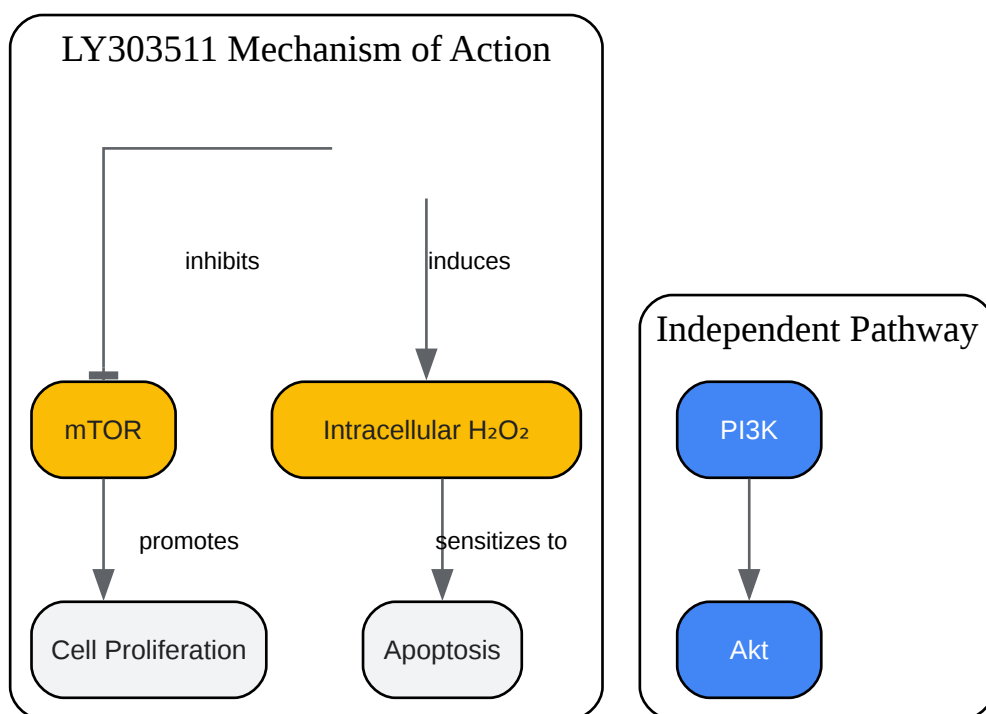 LY303511 Mechanism of Action
inhibits
induces
Independent Pathway
mTOR
Intracellular H₂O₂
PI3K
promotes
sensitizes to
Cell Proliferation
Apoptosis
Akt